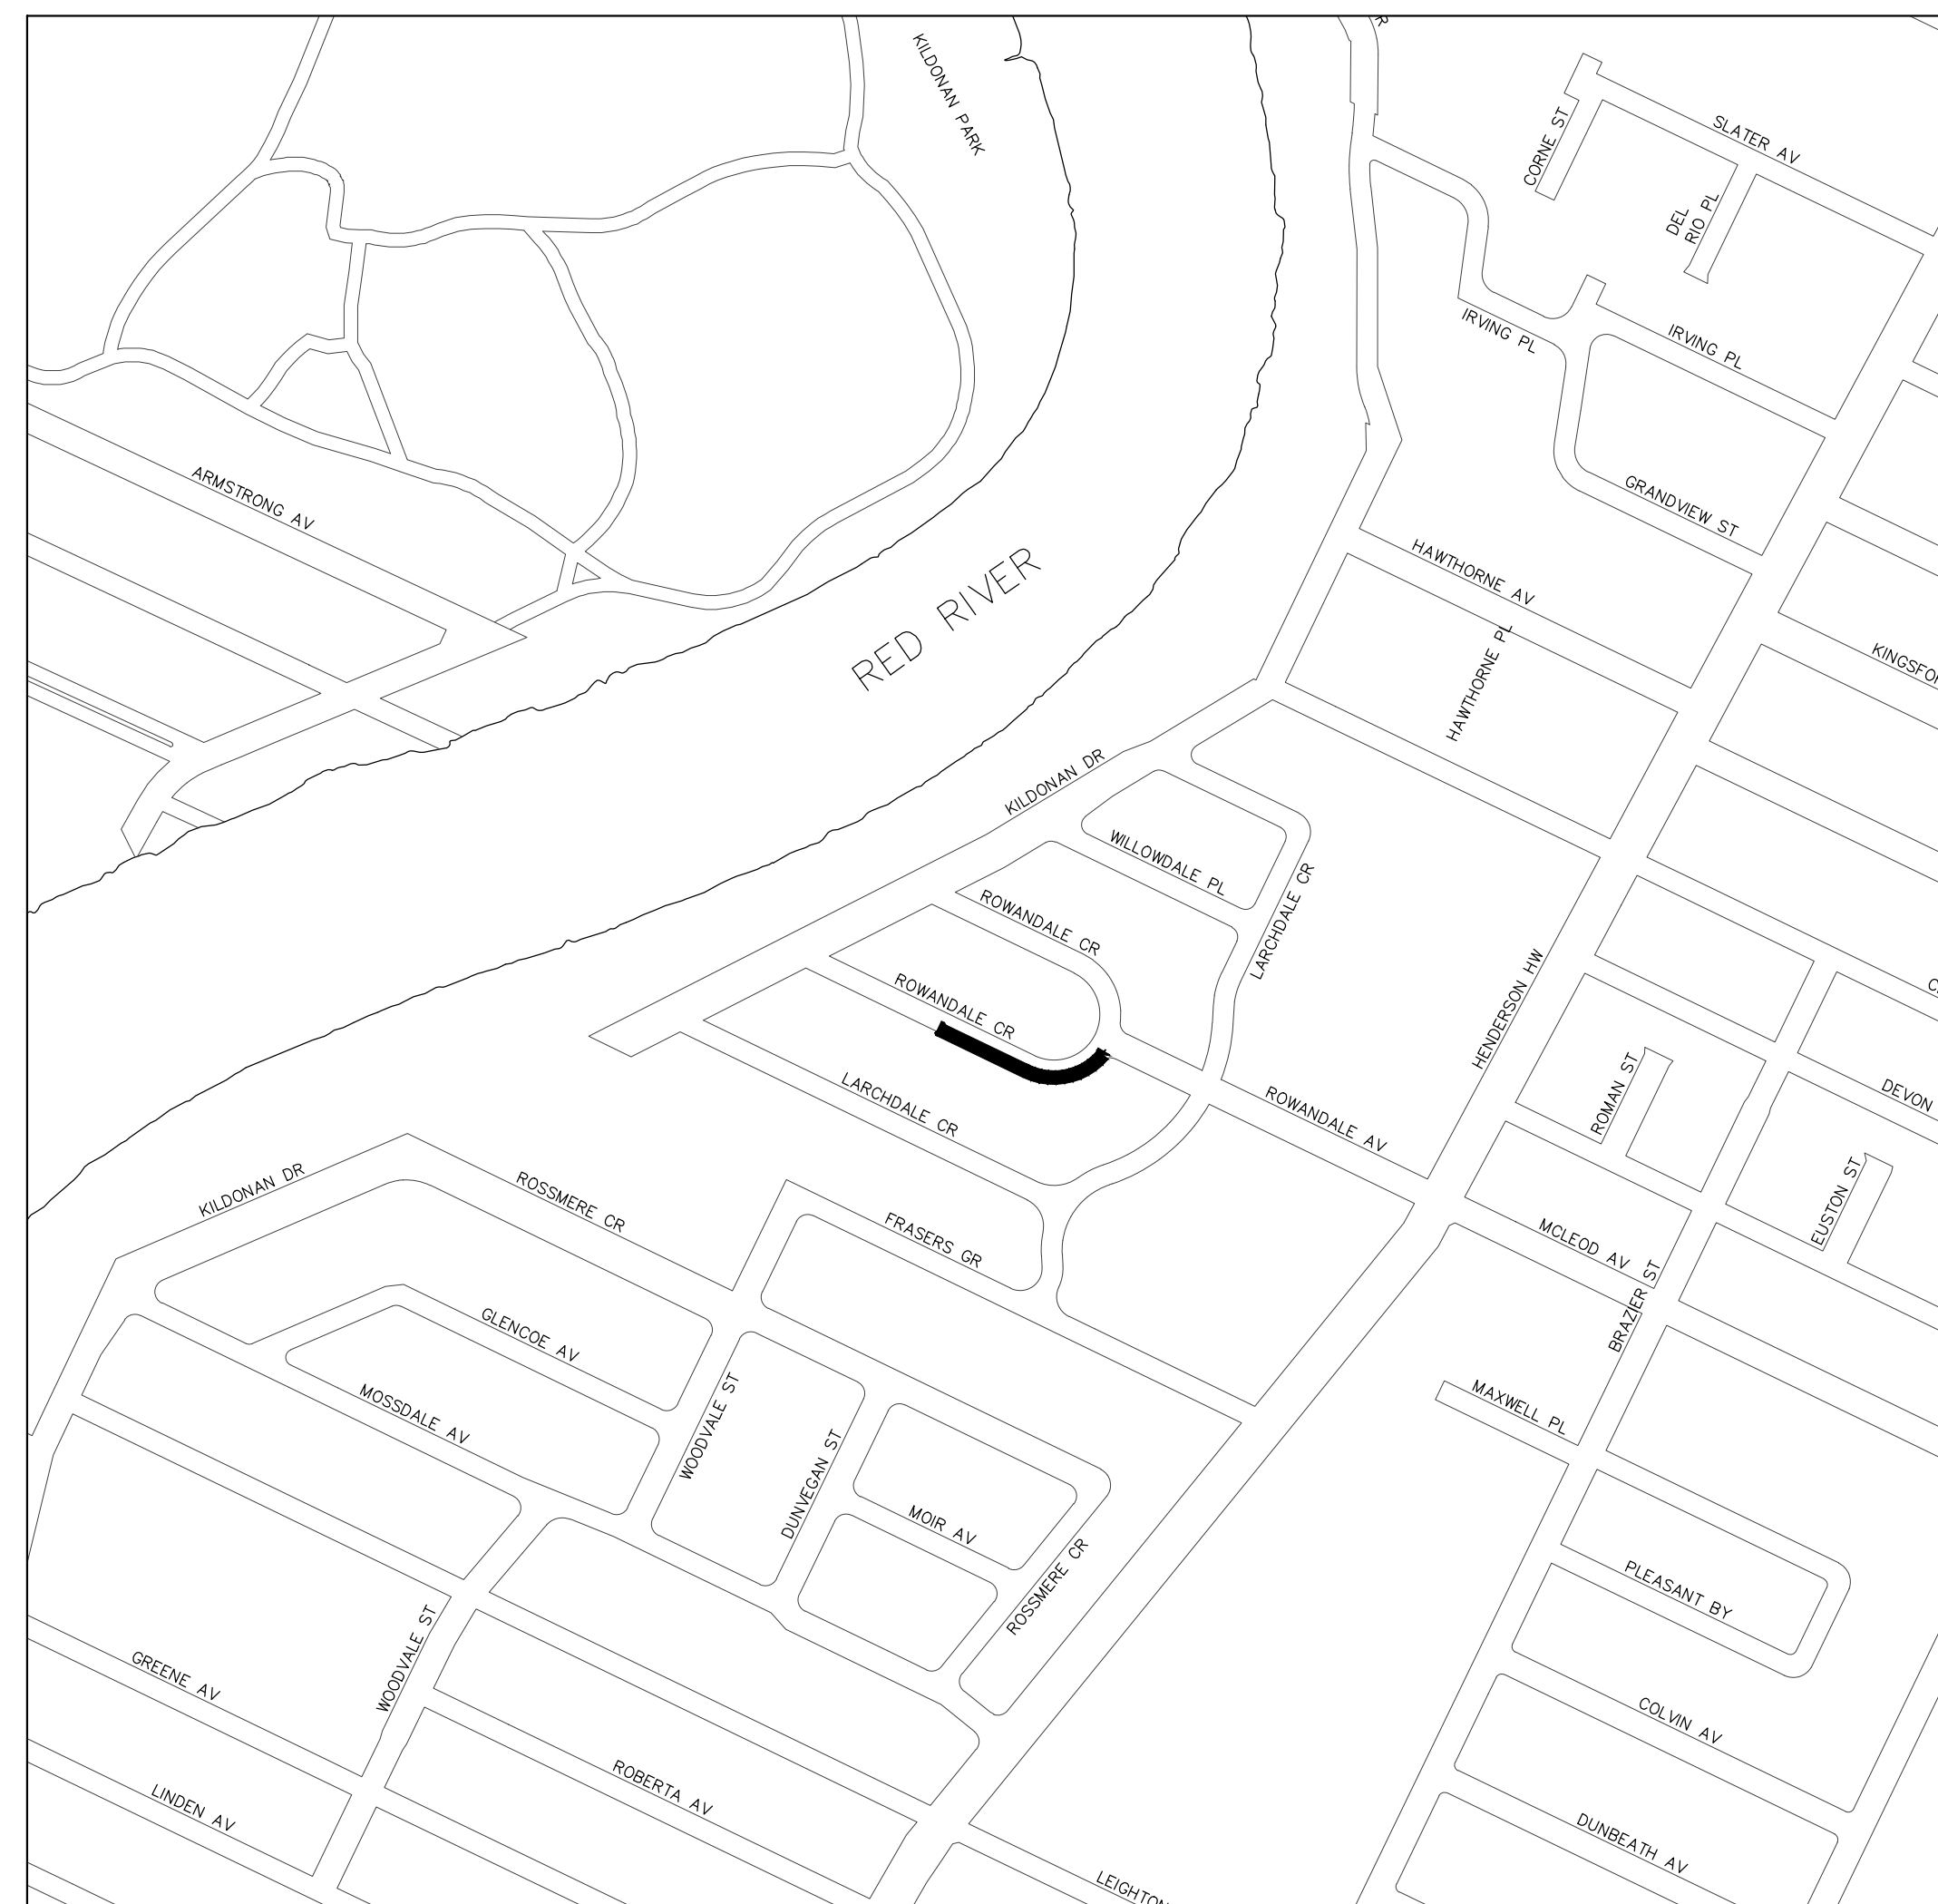 KILDONAN PARK
CORNE ST
SLATER AV
DEL
RIO PL
IRVING PL
IRVING PL
ARMSTRONG AV
GRANDVIEW ST
RED RIVER
HAWTHORNE AV
HAWTHORNE PL
KILDONAN DR
WILLOWDALE PL
LARCHDALE CR
ROWANDALE CR
ROWANDALE CR
HENDERSON HW
LARCHDALE CR
ROWANDALE AV
ROMAN ST
DEVON
EUSTON ST
KILDONAN DR
ROSSMERE CR
FRASERS GR
MCLEOD AV
BRAZIER ST
GLENCOE AV
MOSSDALE AV
WOODVALE ST
DUNVEGAN ST
MAXWELL PL
MOIR AV
ROSSMERE CR
PLEASANT BY
WOODVALE ST
GREENE AV
COLVIN AV
LINDEN AV
ROBERTA AV
DUNBEATH AV
LEIGHTON